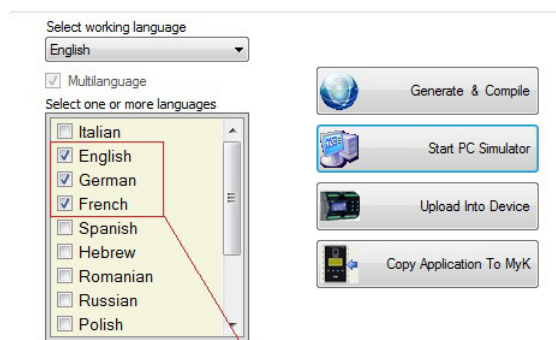 Select working language
English
Multilanguage
Select one or more languages
Italian
English
German
French
Spanish
Hebrew
Romanian
Russian
Polish
Generate & Compile
Start PC Simulator
Upload Into Device
Copy Application To MyK